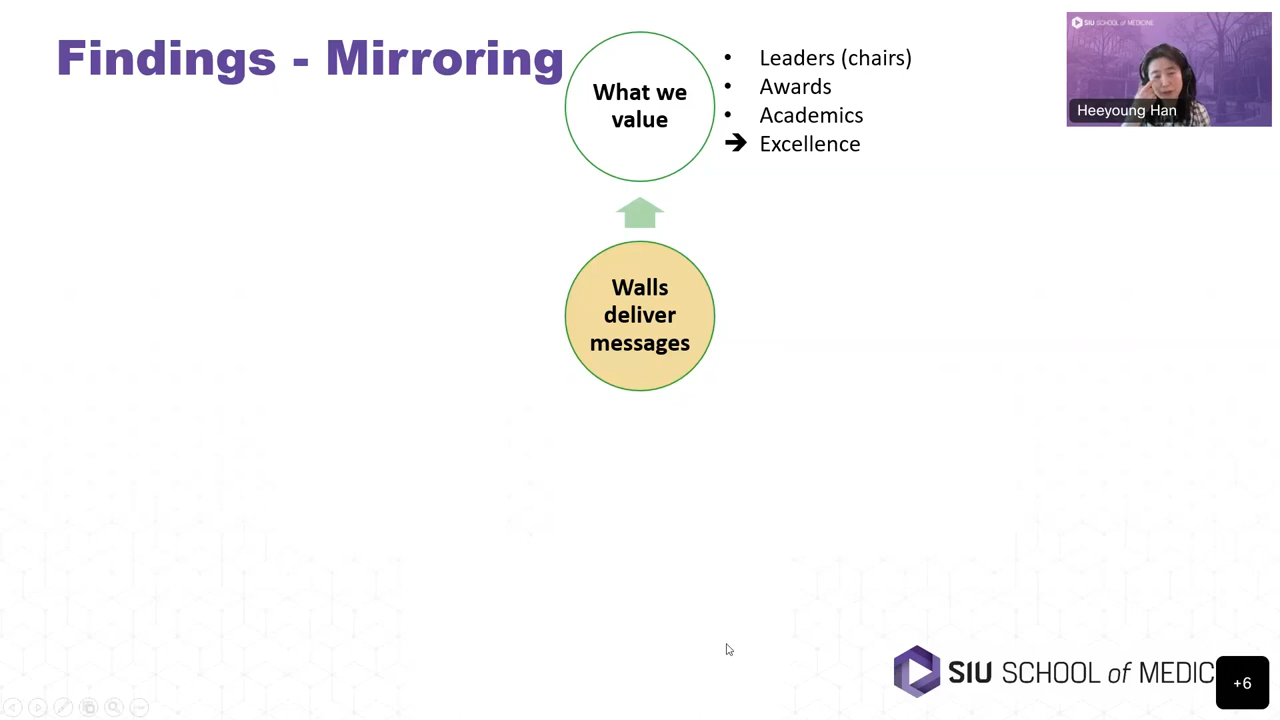 Findings - Mirroring
What we
value
• Leaders (chairs)
• Awards
• Academics
➔ Excellence
SIU SCHOOL of MEDICINE
Heeyoung Han
Walls
deliver
messages
SIU SCHOOL of MEDIC
+6